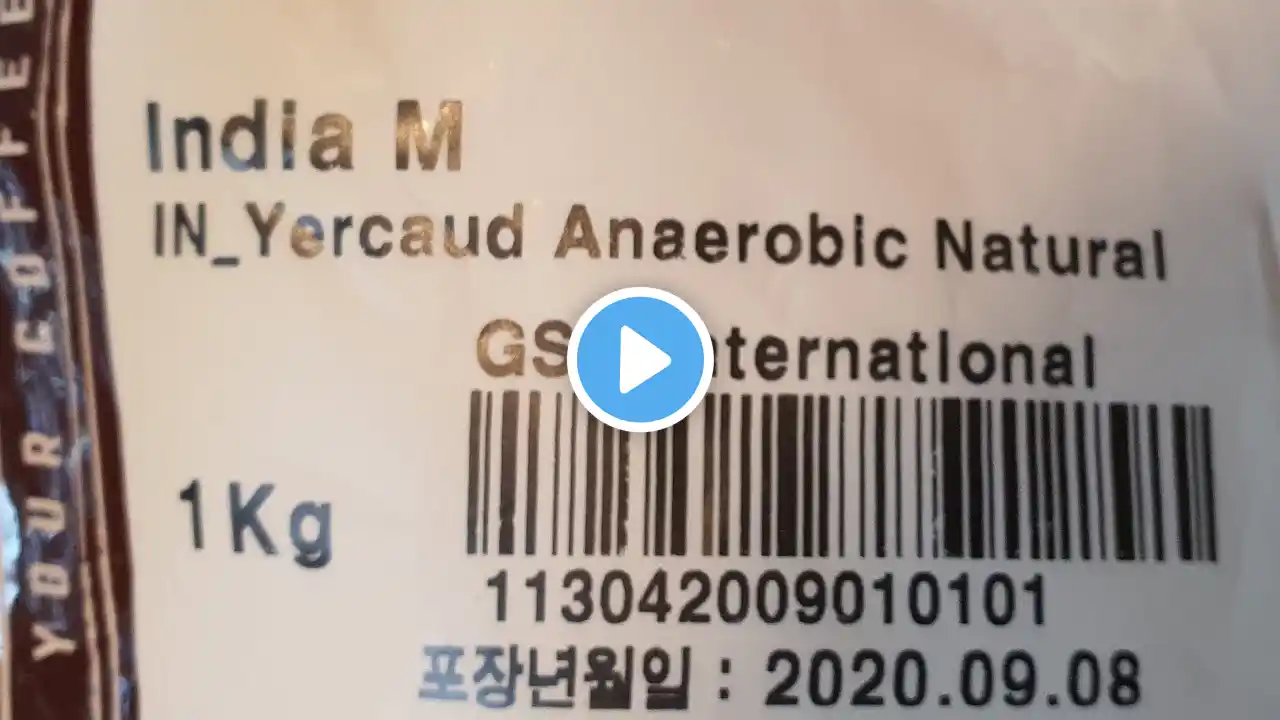 YOUR COFFEE
India M
IN_Yercaud Anaerobic Natural
1Kg
113042009010101
포장년월일 : 2020.09.08